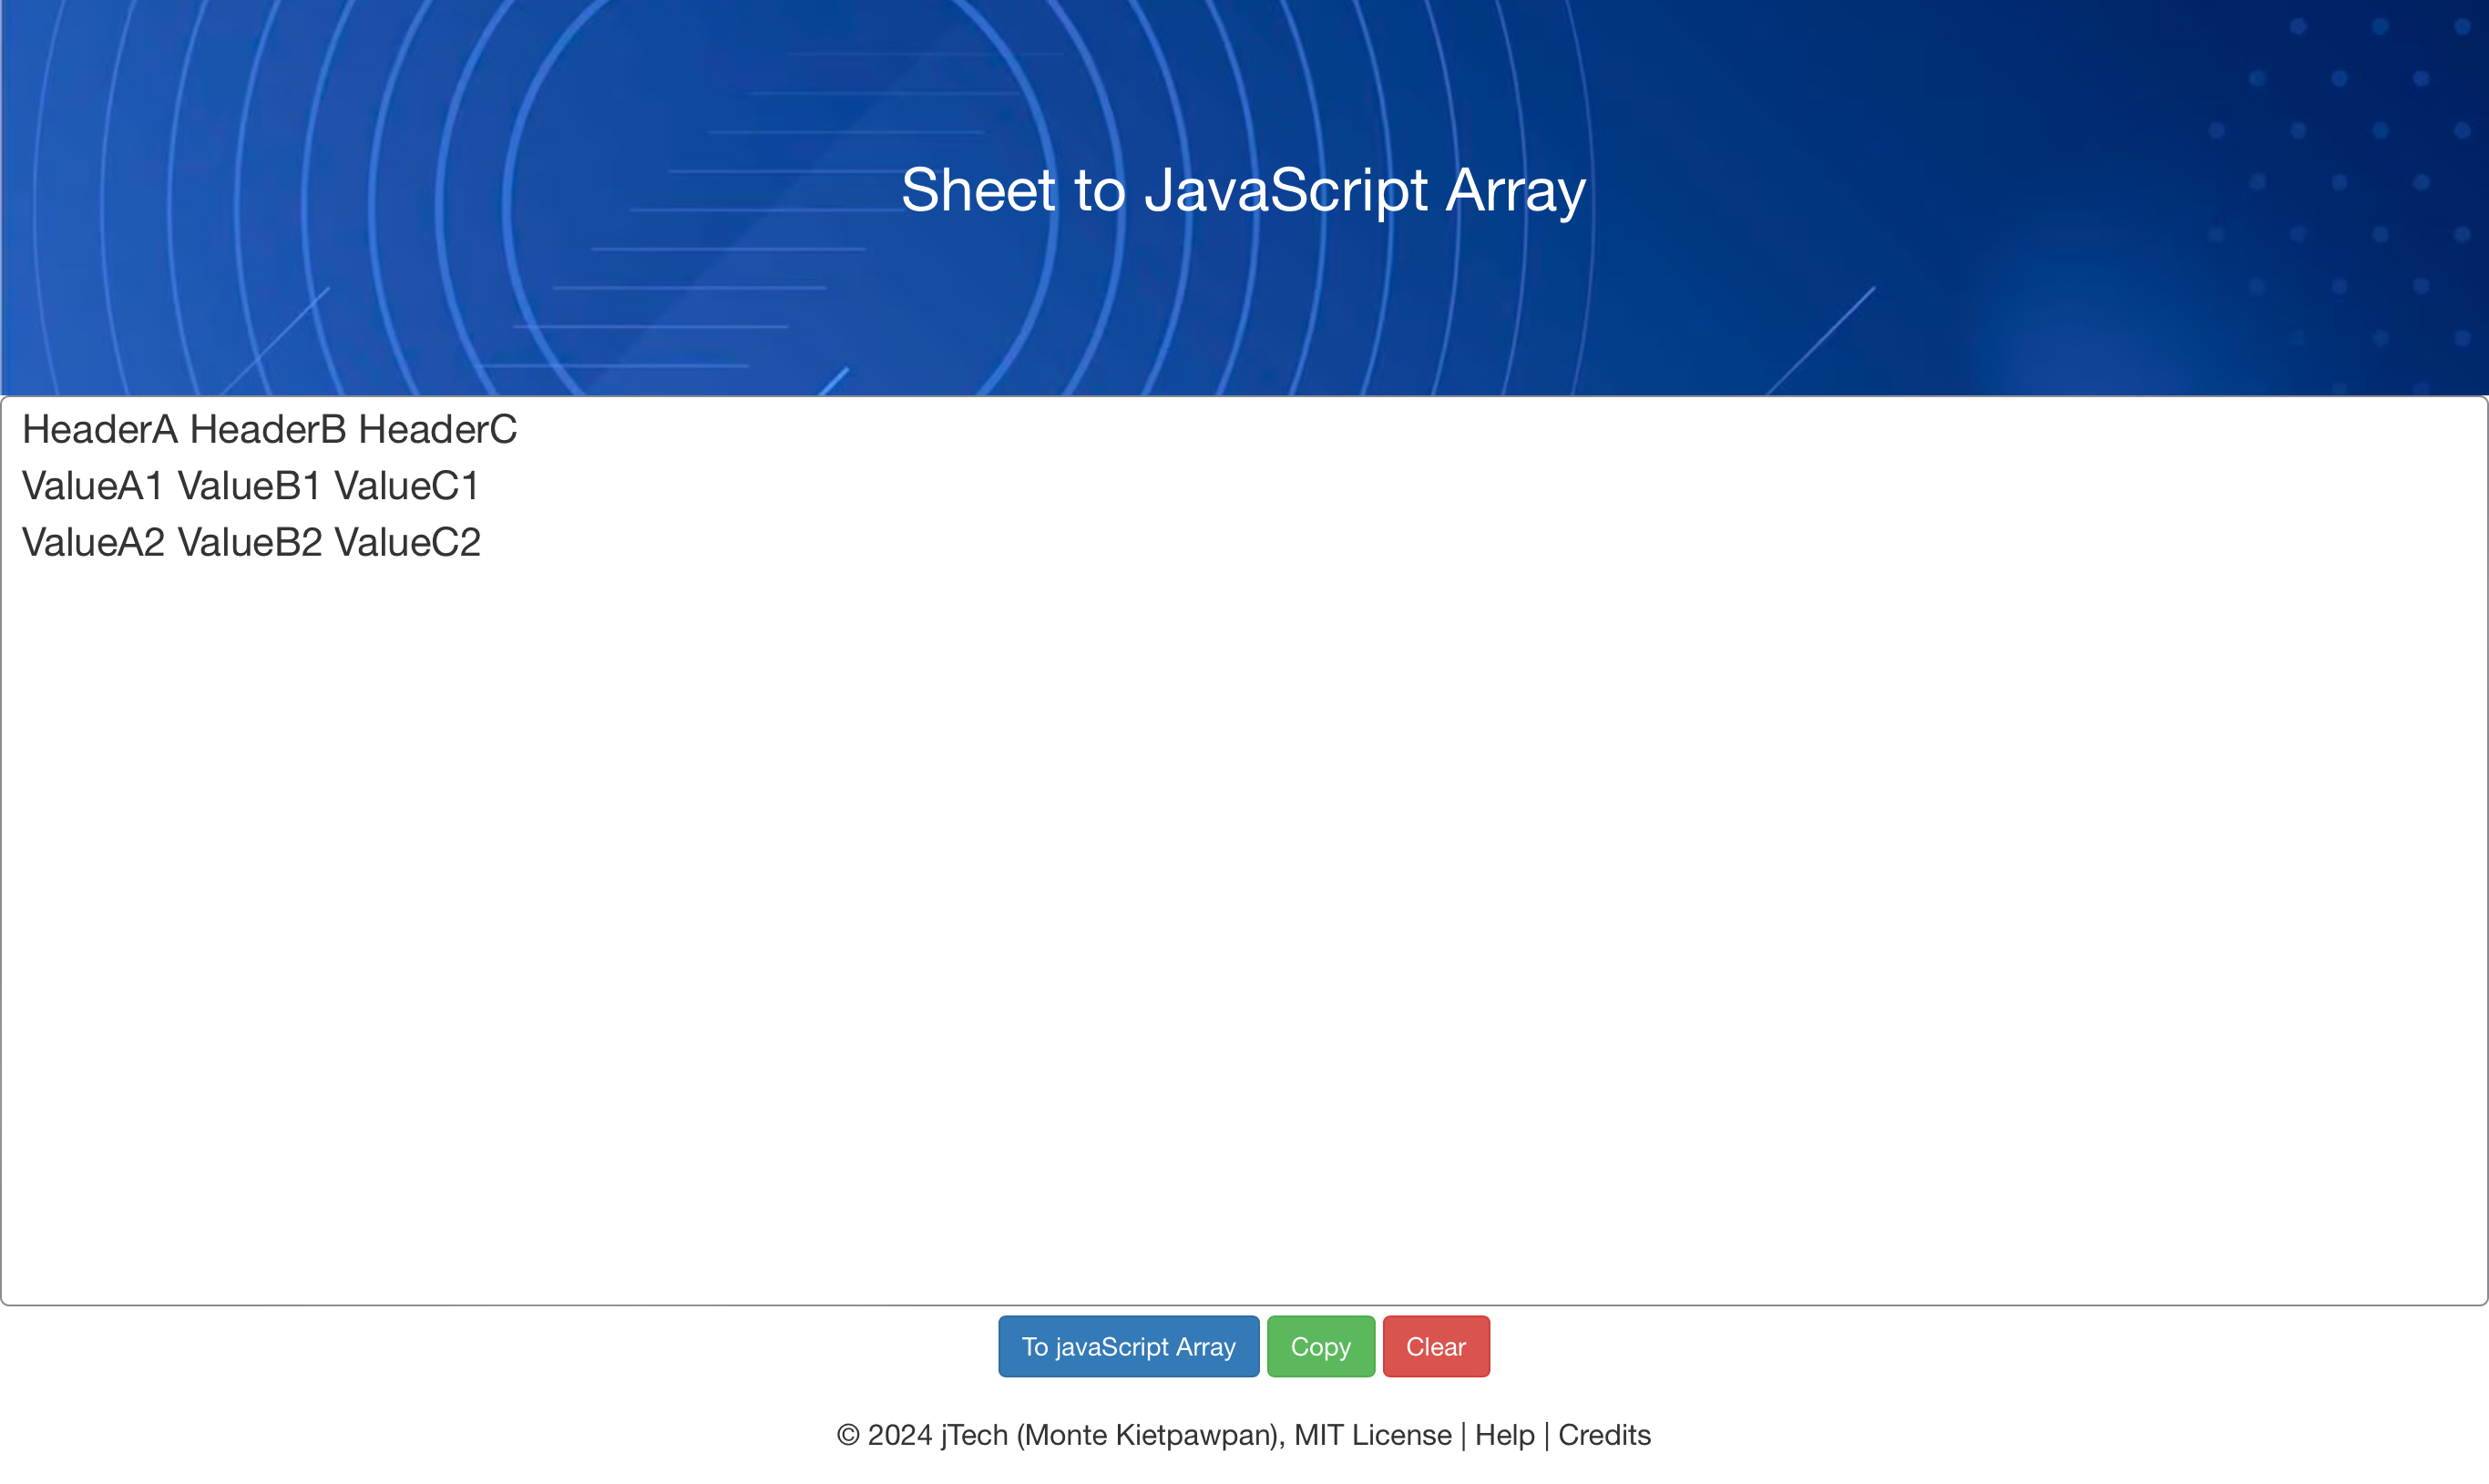 Sheet to JavaScript Array
HeaderA HeaderB HeaderC
ValueA1 ValueB1 ValueC1
ValueA2 ValueB2 ValueC2
To javaScript Array Copy Clear
© 2024 jTech (Monte Kietpawpan), MIT License | Help | Credits